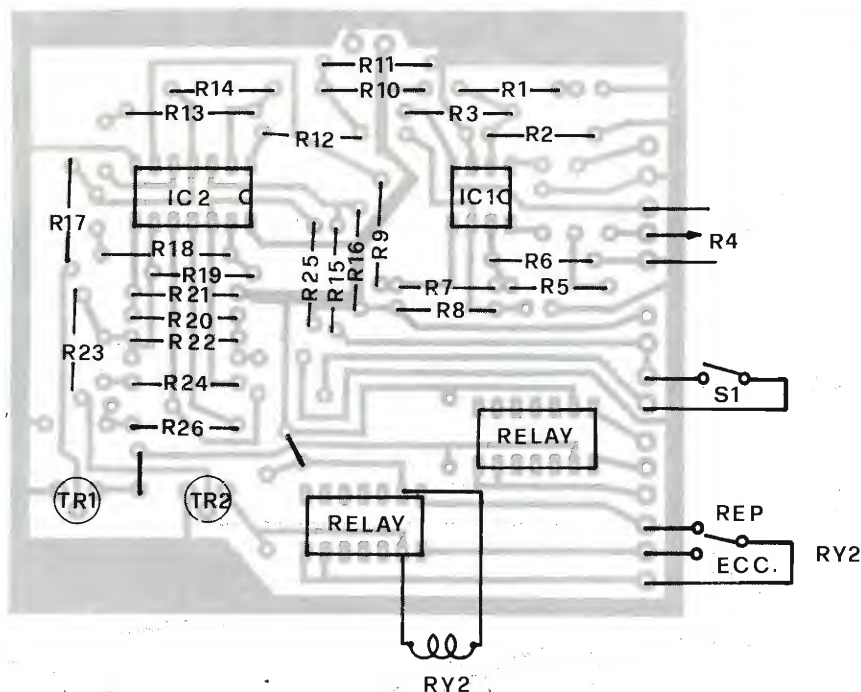 R11
R14
R10
R1
R13
R3
R12
R2
IC2
IC1
R17
R4
R18
R19
R25
R15
R16
R9
R6
R21
R7
R5
R20
R8
R23
R22
R24
S1
R26
RELAY
TR1
TR2
RELAY
REP
ECC.
RY2
RY2